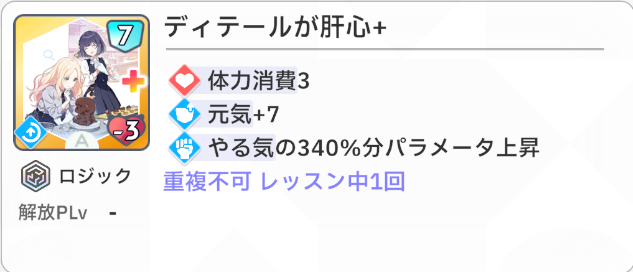 ディテールが肝心+
7
-3
A
体力消費3
元気+7
やる気の340%分パラメータ上昇
重複不可 レッスン中1回
ロジック
解放PLv -